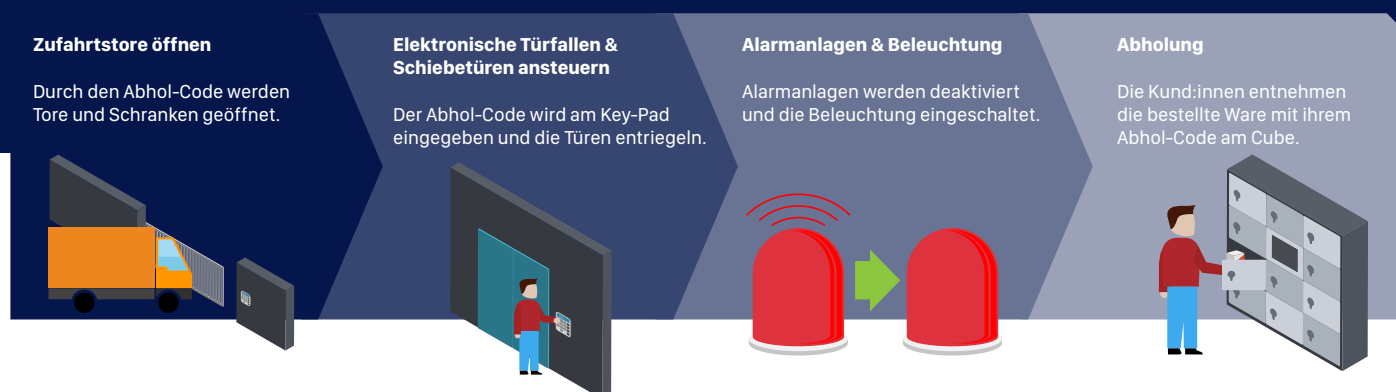 Zufahrtstore öffnen
Durch den Abhol-Code werden
Tore und Schranken geöffnet.
Elektronische Türfallen &
Schiebetüren ansteuern
Der Abhol-Code wird am Key-Pad
eingegeben und die Türen entriegeln.
Alarmanlagen & Beleuchtung
Alarmanlagen werden deaktiviert
und die Beleuchtung eingeschaltet.
Abholung
Die Kund:innen entnehmen
die bestellte Ware mit ihrem
Abhol-Code am Cube.